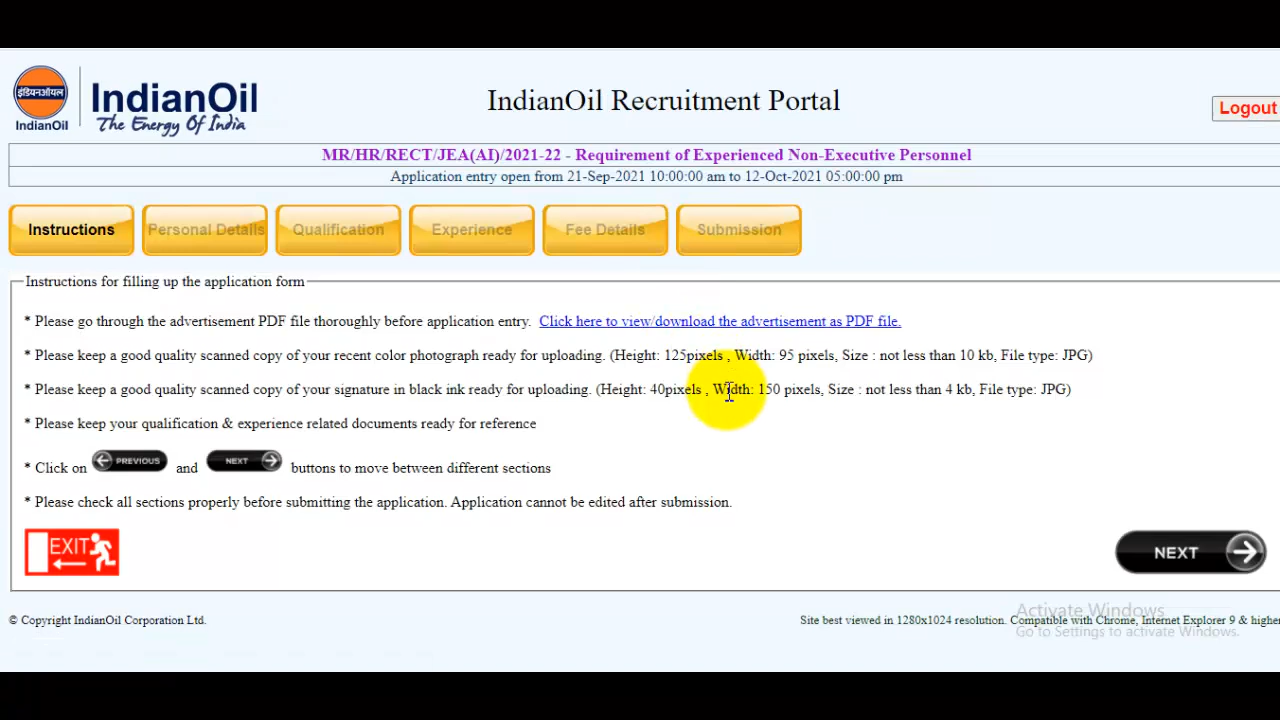 इंडियनऑयल
IndianOil
IndianOil
The Energy Of India
IndianOil Recruitment Portal
Logout
MR/HR/RECT/JEA(AI)/2021-22 - Requirement of Experienced Non-Executive Personnel
Application entry open from 21-Sep-2021 10:00:00 am to 12-Oct-2021 05:00:00 pm
Instructions Personal Details Qualification Experience Fee Details Submission
Instructions for filling up the application form
* Please go through the advertisement PDF file thoroughly before application entry. Click here to view/download the advertisement as PDF file.
* Please keep a good quality scanned copy of your recent color photograph ready for uploading. (Height: 125pixels , Width: 95 pixels, Size : not less than 10 kb, File type: JPG)
* Please keep a good quality scanned copy of your signature in black ink ready for uploading. (Height: 40pixels , Width: 150 pixels, Size : not less than 4 kb, File type: JPG)
* Please keep your qualification & experience related documents ready for reference
* Click on PREVIOUS and NEXT buttons to move between different sections
* Please check all sections properly before submitting the application. Application cannot be edited after submission.
EXIT
NEXT
Activate Windows
Go to Settings to activate Windows.
© Copyright IndianOil Corporation Ltd.
Site best viewed in 1280x1024 resolution. Compatible with Chrome, Internet Explorer 9 & higher